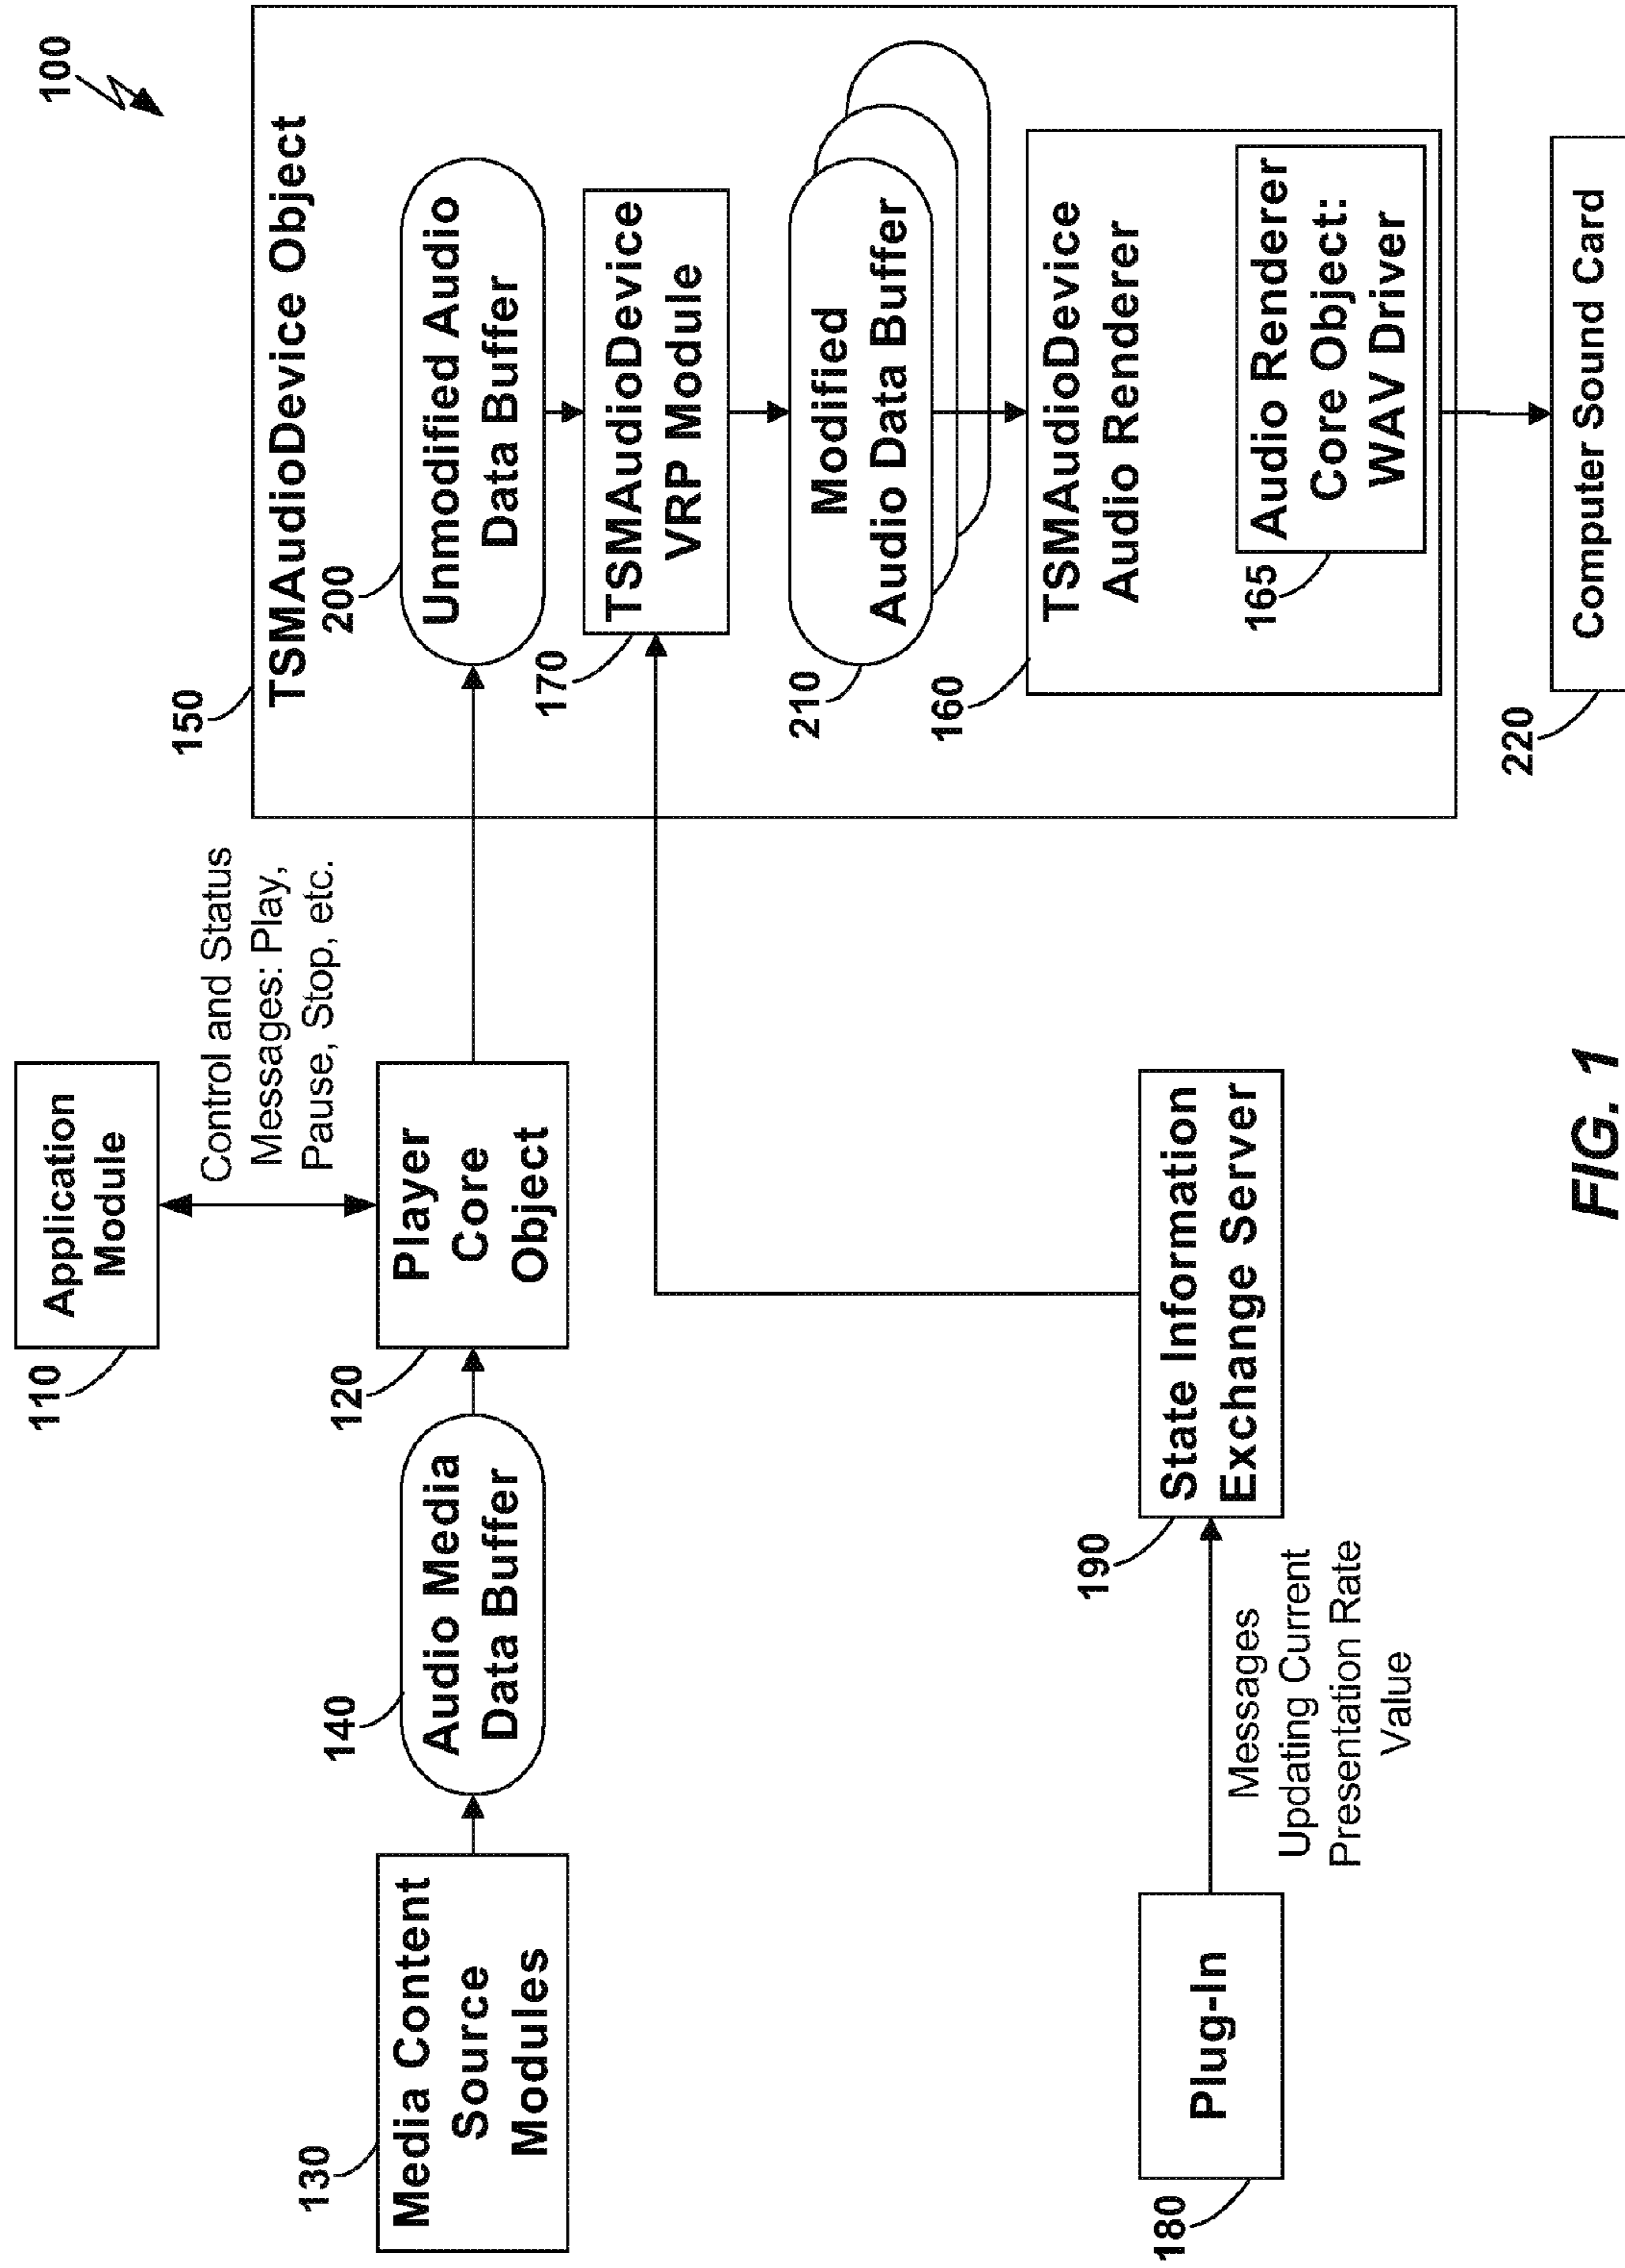 100
110
Application
Module
Control and Status
Messages: Play,
Pause, Stop, etc.
150
TSMAudioDevice Object
130
Media Content
Source
Modules
140
Audio Media
Data Buffer
120
Player
Core
Object
200
Unmodified Audio
Data Buffer
170
TSMAudioDevice
VRP Module
210
Modified
Audio Data Buffer
160
TSMAudioDevice
Audio Renderer
165
Audio Renderer
Core Object:
WAV Driver
180
Plug-In
Messages
Updating Current
Presentation Rate
Value
190
State Information
Exchange Server
220
Computer Sound Card
FIG. 1